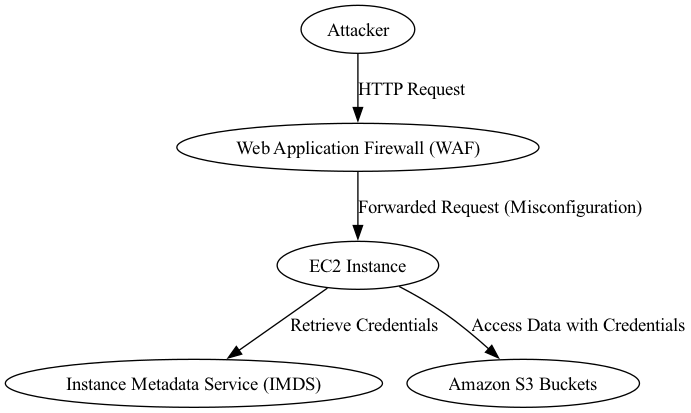 Attacker
HTTP Request
Web Application Firewall (WAF)
Forwarded Request (Misconfiguration)
EC2 Instance
Retrieve Credentials
Access Data with Credentials
Instance Metadata Service (IMDS)
Amazon S3 Buckets